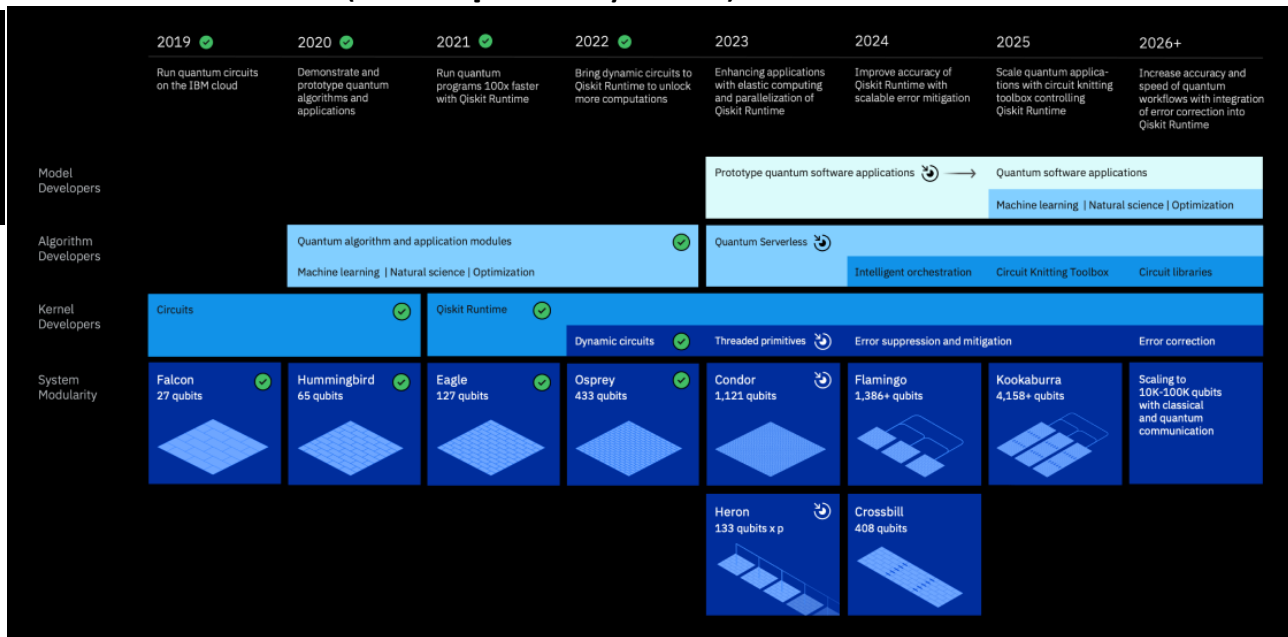 2019
2020
2021
2022
2023
2024
2025
2026+
Run quantum circuits
on the IBM cloud
Demonstrate and
prototype quantum
algorithms and
applications
Run quantum
programs 100x faster
with Qiskit Runtime
Bring dynamic circuits to
Qiskit Runtime to unlock
more computations
Enhancing applications
with elastic computing
and parallelization of
Qiskit Runtime
Improve accuracy of
Qiskit Runtime with
scalable error mitigation
Scale quantum applica-
tions with circuit knitting
toolbox controlling
Qiskit Runtime
Increase accuracy and
speed of quantum
workflows with integration
of error correction into
Qiskit Runtime
Model
Developers
Prototype quantum software applications
Quantum software applications
Machine learning | Natural science | Optimization
Algorithm
Developers
Quantum algorithm and application modules
Machine learning | Natural science | Optimization
Quantum Serverless
Intelligent orchestration
Circuit Knitting Toolbox
Circuit libraries
Kernel
Developers
Circuits
Qiskit Runtime
Dynamic circuits
Threaded primitives
Error suppression and mitigation
Error correction
System
Modularity
Falcon
27 qubits
Hummingbird
65 qubits
Eagle
127 qubits
Osprey
433 qubits
Condor
1,121 qubits
Flamingo
1,386+ qubits
Kookaburra
4,158+ qubits
Scaling to
10K-100K qubits
with classical
and quantum
communication
Heron
133 qubits x p
Crossbill
408 qubits